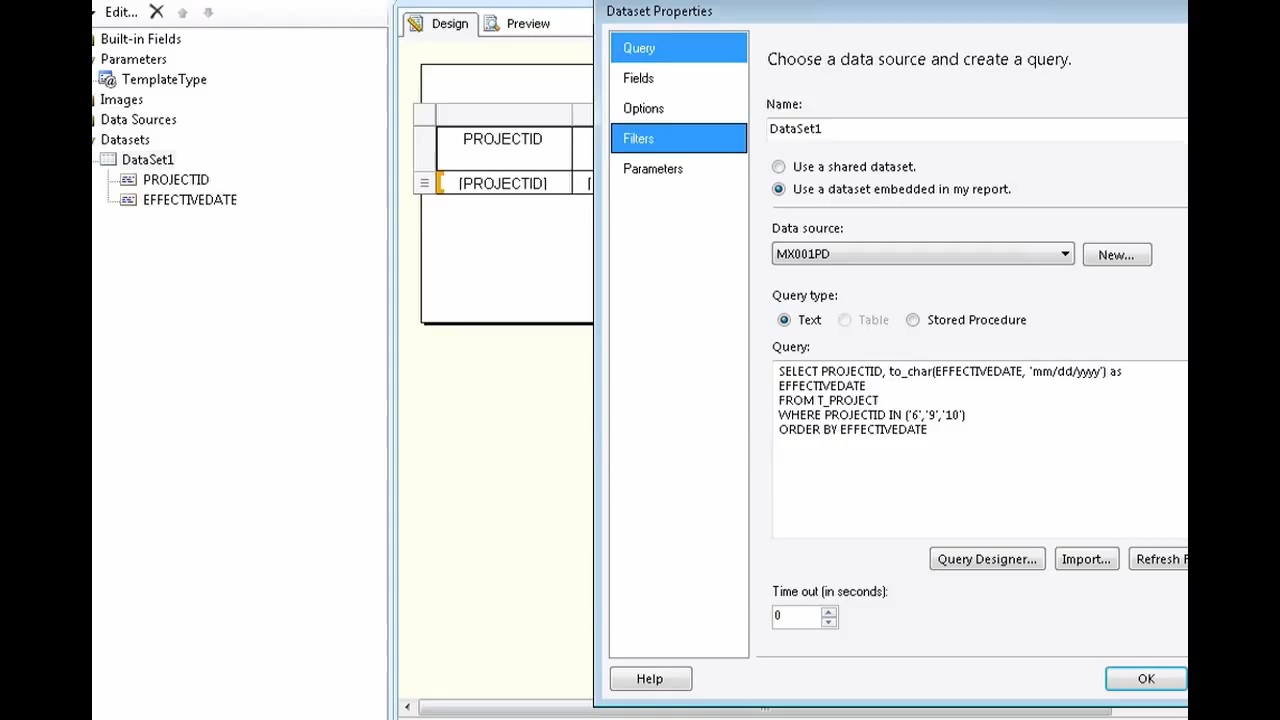 Edit...
Built-in Fields
Parameters
TemplateType
Images
Data Sources
Datasets
DataSet1
PROJECTID
EFFECTIVEDATE
Design
Preview
PROJECTID
[PROJECTID]
[
Dataset Properties
Query
Fields
Options
Filters
Parameters
Choose a data source and create a query.
Name:
DataSet1
Use a shared dataset.
Use a dataset embedded in my report.
Data source:
MX001PD
New...
Query type:
Text
Table
Stored Procedure
Query:
SELECT PROJECTID, to_char(EFFECTIVEDATE, 'mm/dd/yyyy') as
EFFECTIVEDATE
FROM T_PROJECT
WHERE PROJECTID IN ('6','9','10')
ORDER BY EFFECTIVEDATE
Query Designer...
Import...
Refresh F
Time out (in seconds):
0
Help
OK